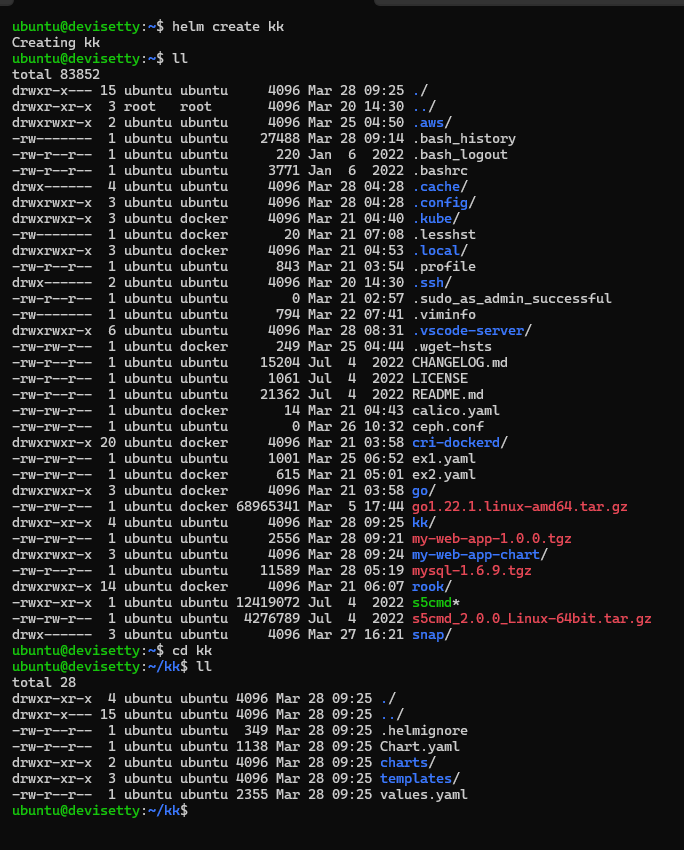 ubuntu@devisetty:~$ helm create kk
Creating kk
ubuntu@devisetty:~$ ll
total 83852
drwxr-x--- 15 ubuntu ubuntu     4096 Mar 28 09:25 ./
drwxr-xr-x  3 root   root       4096 Mar 20 14:30 ../
drwxrwxr-x  2 ubuntu ubuntu     4096 Mar 25 04:50 .aws/
-rw-------  1 ubuntu ubuntu    27488 Mar 28 09:14 .bash_history
-rw-r--r--  1 ubuntu ubuntu      220 Jan  6  2022 .bash_logout
-rw-r--r--  1 ubuntu ubuntu     3771 Jan  6  2022 .bashrc
drwx------  4 ubuntu ubuntu     4096 Mar 28 04:28 .cache/
drwxrwxr-x  3 ubuntu ubuntu     4096 Mar 28 04:28 .config/
drwxrwxr-x  3 ubuntu docker     4096 Mar 21 04:40 .kube/
-rw-------  1 ubuntu docker       20 Mar 21 07:08 .lesshst
drwxrwxr-x  3 ubuntu docker     4096 Mar 21 04:53 .local/
-rw-r--r--  1 ubuntu ubuntu      843 Mar 21 03:54 .profile
drwx------  2 ubuntu ubuntu     4096 Mar 20 14:30 .ssh/
-rw-r--r--  1 ubuntu ubuntu        0 Mar 21 02:57 .sudo_as_admin_successful
-rw-------  1 ubuntu ubuntu      794 Mar 22 07:41 .viminfo
drwxrwxr-x  6 ubuntu ubuntu     4096 Mar 28 08:31 .vscode-server/
-rw-rw-r--  1 ubuntu docker      249 Mar 25 04:44 .wget-hsts
-rw-r--r--  1 ubuntu ubuntu    15204 Jul  4  2022 CHANGELOG.md
-rw-r--r--  1 ubuntu ubuntu     1061 Jul  4  2022 LICENSE
-rw-r--r--  1 ubuntu ubuntu    21362 Jul  4  2022 README.md
-rw-rw-r--  1 ubuntu docker       14 Mar 21 04:43 calico.yaml
-rw-rw-r--  1 ubuntu ubuntu        0 Mar 26 10:32 ceph.conf
drwxrwxr-x 20 ubuntu docker     4096 Mar 21 03:58 cri-dockerd/
-rw-rw-r--  1 ubuntu ubuntu     1001 Mar 25 06:52 ex1.yaml
-rw-rw-r--  1 ubuntu docker      615 Mar 21 05:01 ex2.yaml
drwxrwxr-x  3 ubuntu docker     4096 Mar 21 03:58 go/
-rw-rw-r--  1 ubuntu docker 68965341 Mar  5 17:44 go1.22.1.linux-amd64.tar.gz
drwxr-xr-x  4 ubuntu ubuntu     4096 Mar 28 09:25 kk/
-rw-rw-r--  1 ubuntu ubuntu     2556 Mar 28 09:21 my-web-app-1.0.0.tgz
drwxrwxr-x  3 ubuntu ubuntu     4096 Mar 28 09:24 my-web-app-chart/
-rw-r--r--  1 ubuntu ubuntu    11589 Mar 28 05:19 mysql-1.6.9.tgz
drwxrwxr-x 14 ubuntu docker     4096 Mar 21 06:07 rook/
-rwxr-xr-x  1 ubuntu ubuntu 12419072 Jul  4  2022 s5cmd*
-rw-rw-r--  1 ubuntu ubuntu  4276789 Jul  4  2022 s5cmd_2.0.0_Linux-64bit.tar.gz
drwx------  3 ubuntu ubuntu     4096 Mar 27 16:21 snap/
ubuntu@devisetty:~$ cd kk
ubuntu@devisetty:~/kk$ ll
total 28
drwxr-xr-x  4 ubuntu ubuntu 4096 Mar 28 09:25 ./
drwxr-x--- 15 ubuntu ubuntu 4096 Mar 28 09:25 ../
-rw-r--r--  1 ubuntu ubuntu  349 Mar 28 09:25 .helmignore
-rw-r--r--  1 ubuntu ubuntu 1138 Mar 28 09:25 Chart.yaml
drwxr-xr-x  2 ubuntu ubuntu 4096 Mar 28 09:25 charts/
drwxr-xr-x  3 ubuntu ubuntu 4096 Mar 28 09:25 templates/
-rw-r--r--  1 ubuntu ubuntu 2355 Mar 28 09:25 values.yaml
ubuntu@devisetty:~/kk$